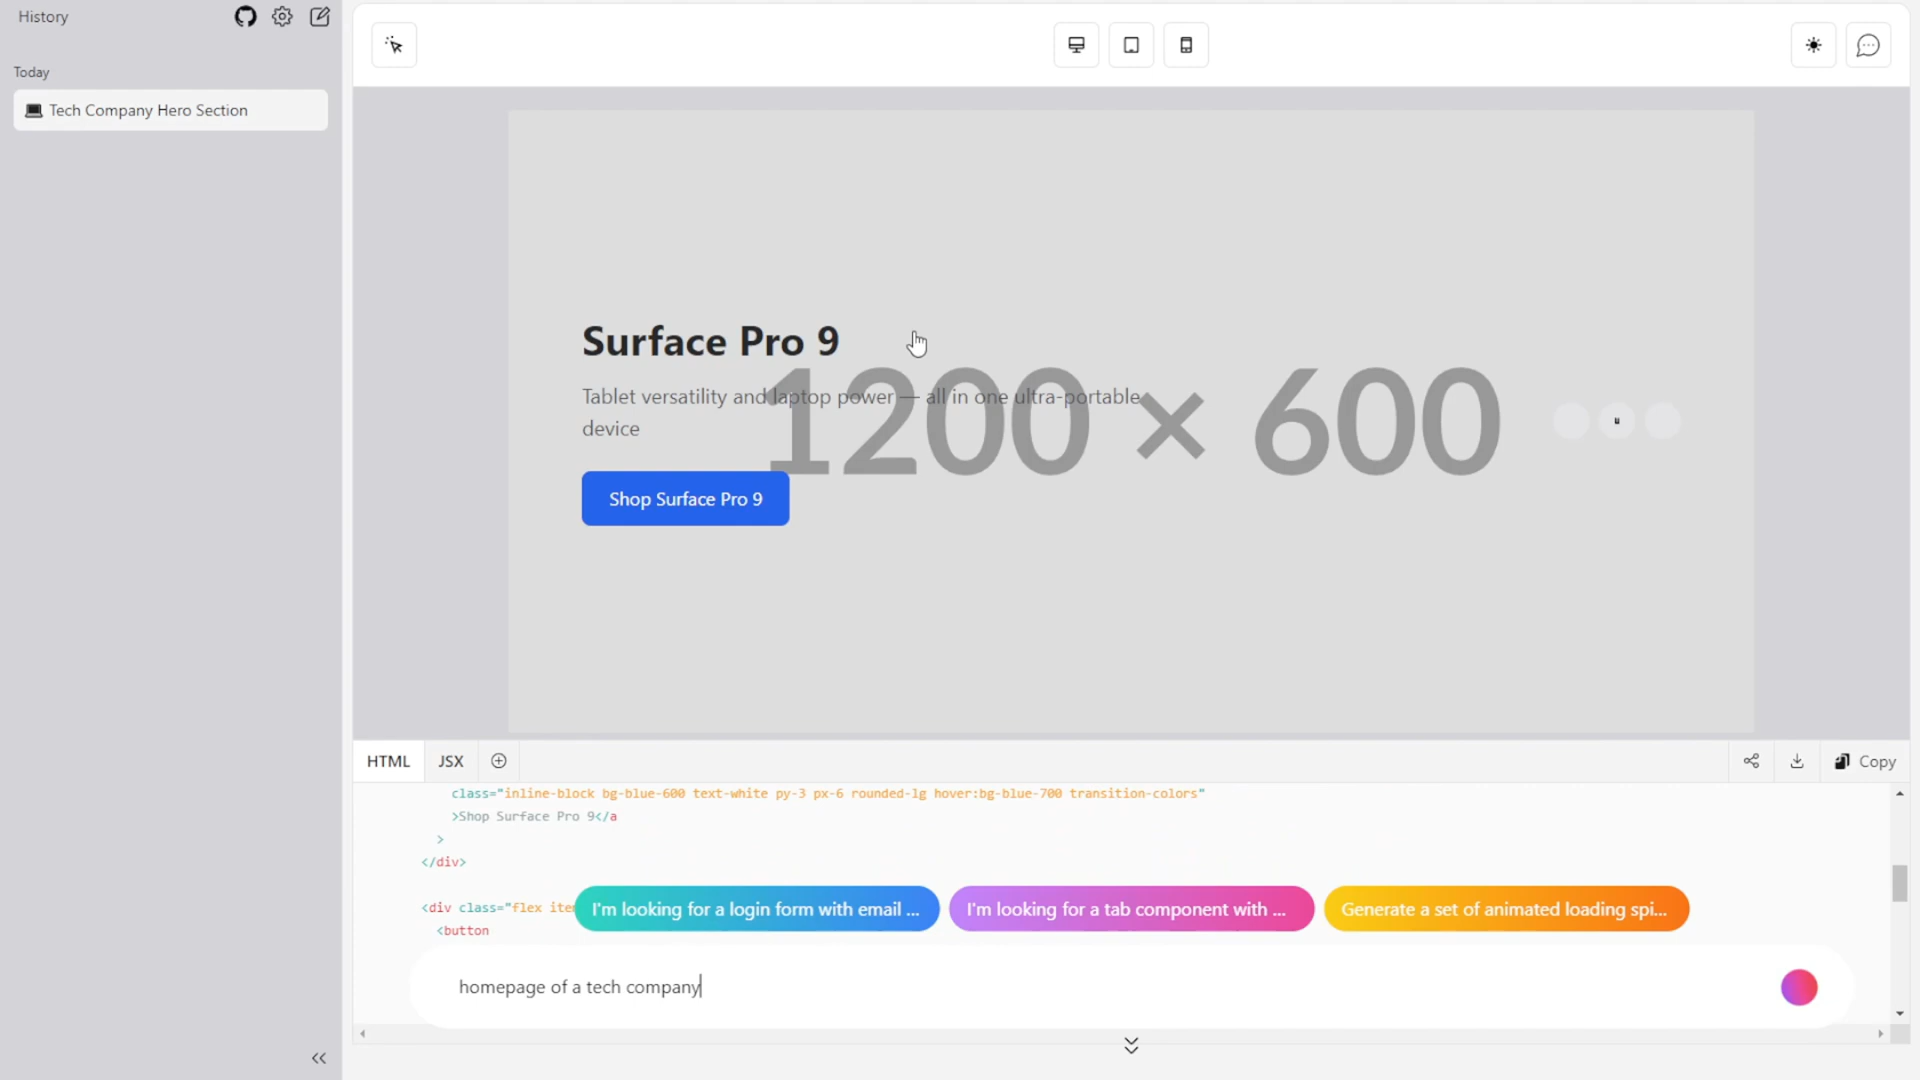 History
Today
Tech Company Hero Section
Surface Pro 9
1200 × 600
Tablet versatility and laptop power — all in one ultra-portable
device
Shop Surface Pro 9
HTML
JSX
Copy
class="inline-block bg-blue-600 text-white py-3 px-6 rounded-lg hover:bg-blue-700 transition-colors"
>Shop Surface Pro 9</a
>
</div>
<div class="flex
I'm looking for a login form with email ...
I'm looking for a tab component with ...
Generate a set of animated loading spi...
<button
homepage of a tech company